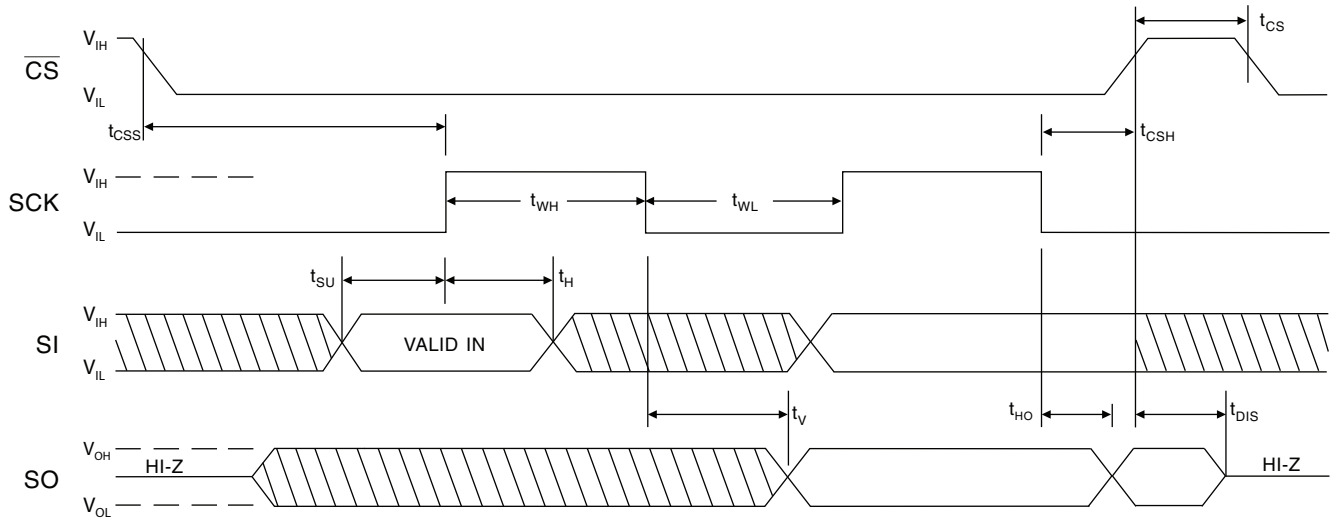 t_CS
V_IH
C̅S̅
V_IL
t_CSS
t_CSH
V_IH
SCK
t_WH
t_WL
V_IL
t_SU
t_H
V_IH
SI
VALID IN
V_IL
t_V
t_HO
t_DIS
V_OH
HI-Z
HI-Z
SO
V_OL